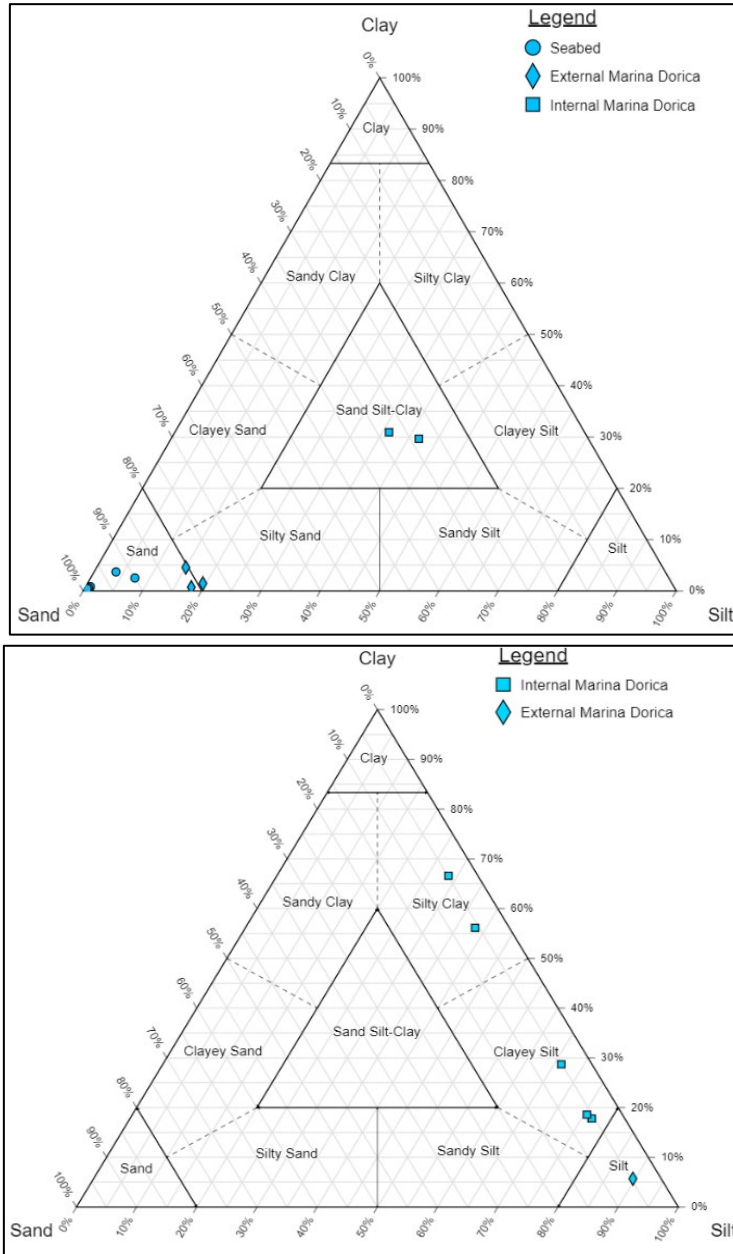 Legend
Clay
Seabed
External Marina Dorica
Internal Marina Dorica
0%
100%
10%
Clay
90%
20%
80%
30%
70%
40%
Sandy Clay
Silty Clay
60%
50%
50%
60%
40%
Sand Silt-Clay
70%
Clayey Sand
Clayey Silt
30%
80%
20%
90%
Sand
Silty Sand
Sandy Silt
Silt
10%
100%
0%
Sand
0%
10%
20%
30%
40%
50%
60%
70%
80%
90%
100%
Silt
Clay
Legend
Internal Marina Dorica
External Marina Dorica
0%
100%
10%
Clay
90%
20%
80%
30%
70%
40%
Sandy Clay
Silty Clay
60%
50%
50%
60%
40%
Sand Silt-Clay
70%
Clayey Sand
Clayey Silt
30%
80%
20%
90%
Sand
Silty Sand
Sandy Silt
Silt
10%
100%
0%
Sand
0%
10%
20%
30%
40%
50%
60%
70%
80%
90%
100%
Silt